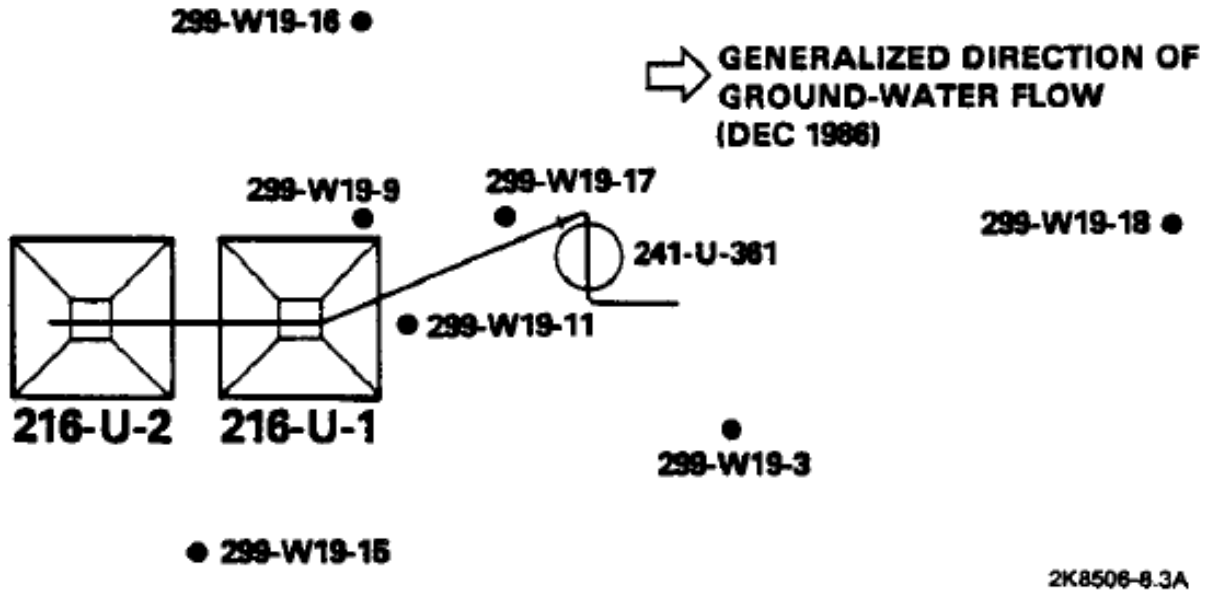 299-W19-16
GENERALIZED DIRECTION OF
GROUND-WATER FLOW
(DEC 1986)
299-W19-9
299-W19-17
299-W19-18
241-U-361
299-W19-11
216-U-2
216-U-1
299-W19-3
299-W19-15
2K8506-8.3A